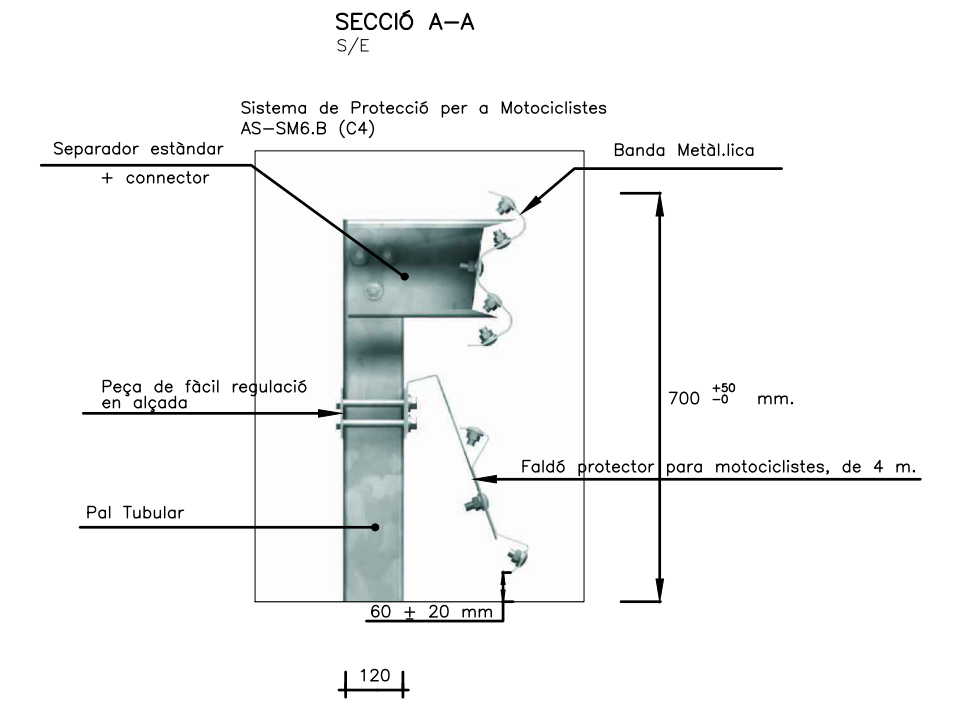 SECCIÓ A-A
S/E
Sistema de Protecció per a Motociclistes
AS-SM6.B (C4)
Separador estàndar
+ connector
Banda Metàl.lica
Peça de fàcil regulació
en alçada
700 +50 -0 mm.
Faldó protector para motociclistes, de 4 m.
Pal Tubular
60 ± 20 mm
120